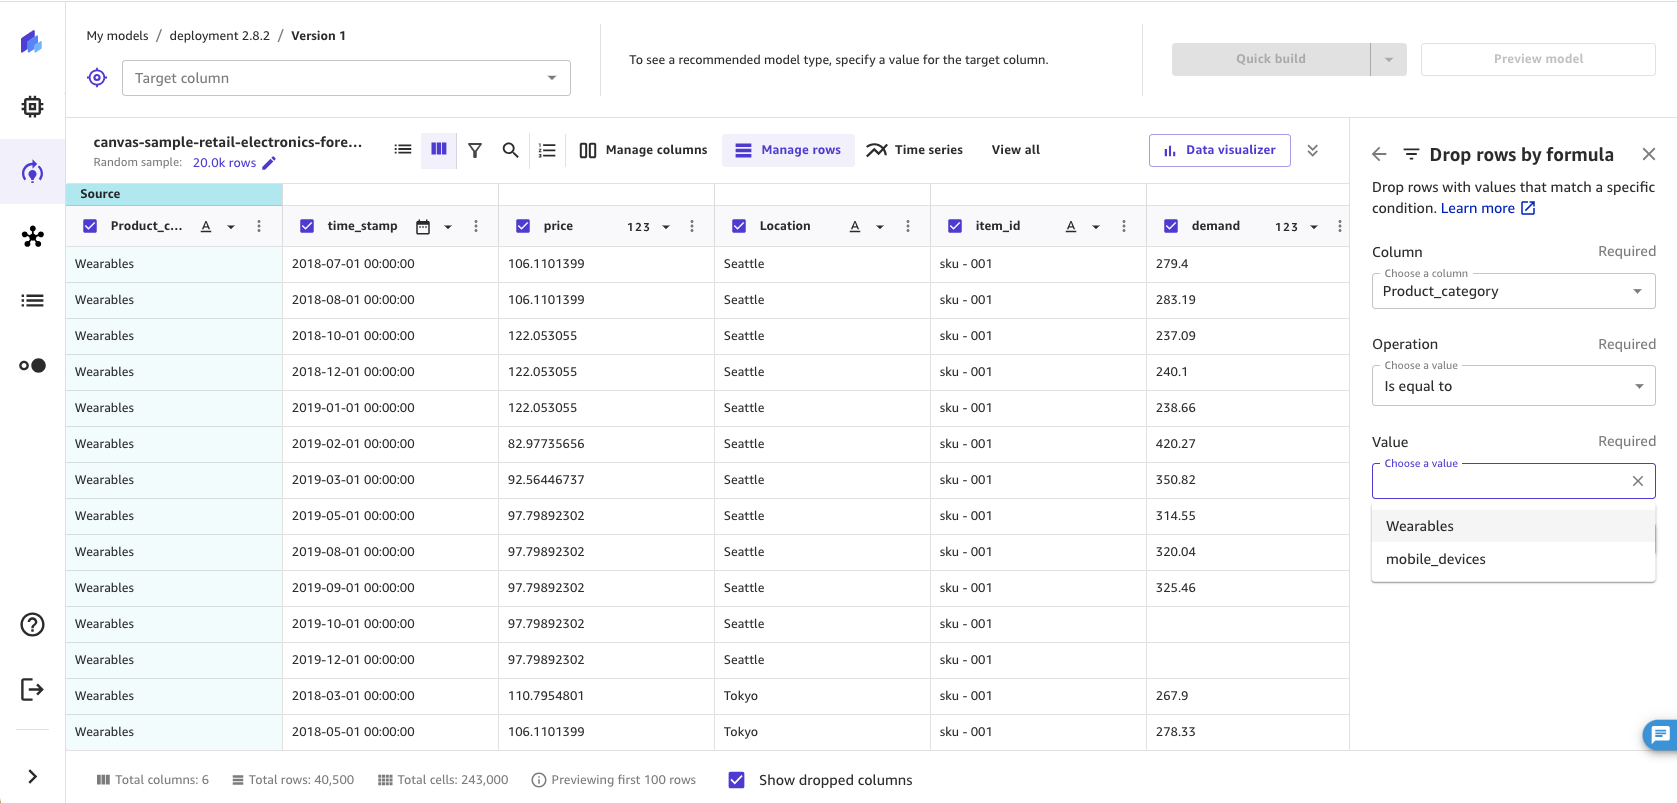 My models / deployment 2.8.2 / Version 1
Target column
To see a recommended model type, specify a value for the target column.
Quick build
Preview model
canvas-sample-retail-electronics-fore...
Random sample: 20.0k rows
Manage columns
Manage rows
Time series
View all
Data visualizer
Source
Product_c... A
time_stamp
price 123
Location A
item_id A
demand 123
Wearables 2018-07-01 00:00:00 106.1101399 Seattle sku - 001 279.4
Wearables 2018-08-01 00:00:00 106.1101399 Seattle sku - 001 283.19
Wearables 2018-10-01 00:00:00 122.053055 Seattle sku - 001 237.09
Wearables 2018-12-01 00:00:00 122.053055 Seattle sku - 001 240.1
Wearables 2019-01-01 00:00:00 122.053055 Seattle sku - 001 238.66
Wearables 2019-02-01 00:00:00 82.97735656 Seattle sku - 001 420.27
Wearables 2019-03-01 00:00:00 92.56446737 Seattle sku - 001 350.82
Wearables 2019-05-01 00:00:00 97.79892302 Seattle sku - 001 314.55
Wearables 2019-08-01 00:00:00 97.79892302 Seattle sku - 001 320.04
Wearables 2019-09-01 00:00:00 97.79892302 Seattle sku - 001 325.46
Wearables 2019-10-01 00:00:00 97.79892302 Seattle sku - 001
Wearables 2019-12-01 00:00:00 97.79892302 Seattle sku - 001
Wearables 2018-03-01 00:00:00 110.7954801 Tokyo sku - 001 267.9
Wearables 2018-05-01 00:00:00 106.1101399 Tokyo sku - 001 278.33
Total columns: 6
Total rows: 40,500
Total cells: 243,000
Previewing first 100 rows
Show dropped columns
Drop rows by formula
Drop rows with values that match a specific
condition. Learn more
Column Required
Choose a column
Product_category
Operation Required
Choose a value
Is equal to
Value Required
Choose a value
Wearables
mobile_devices